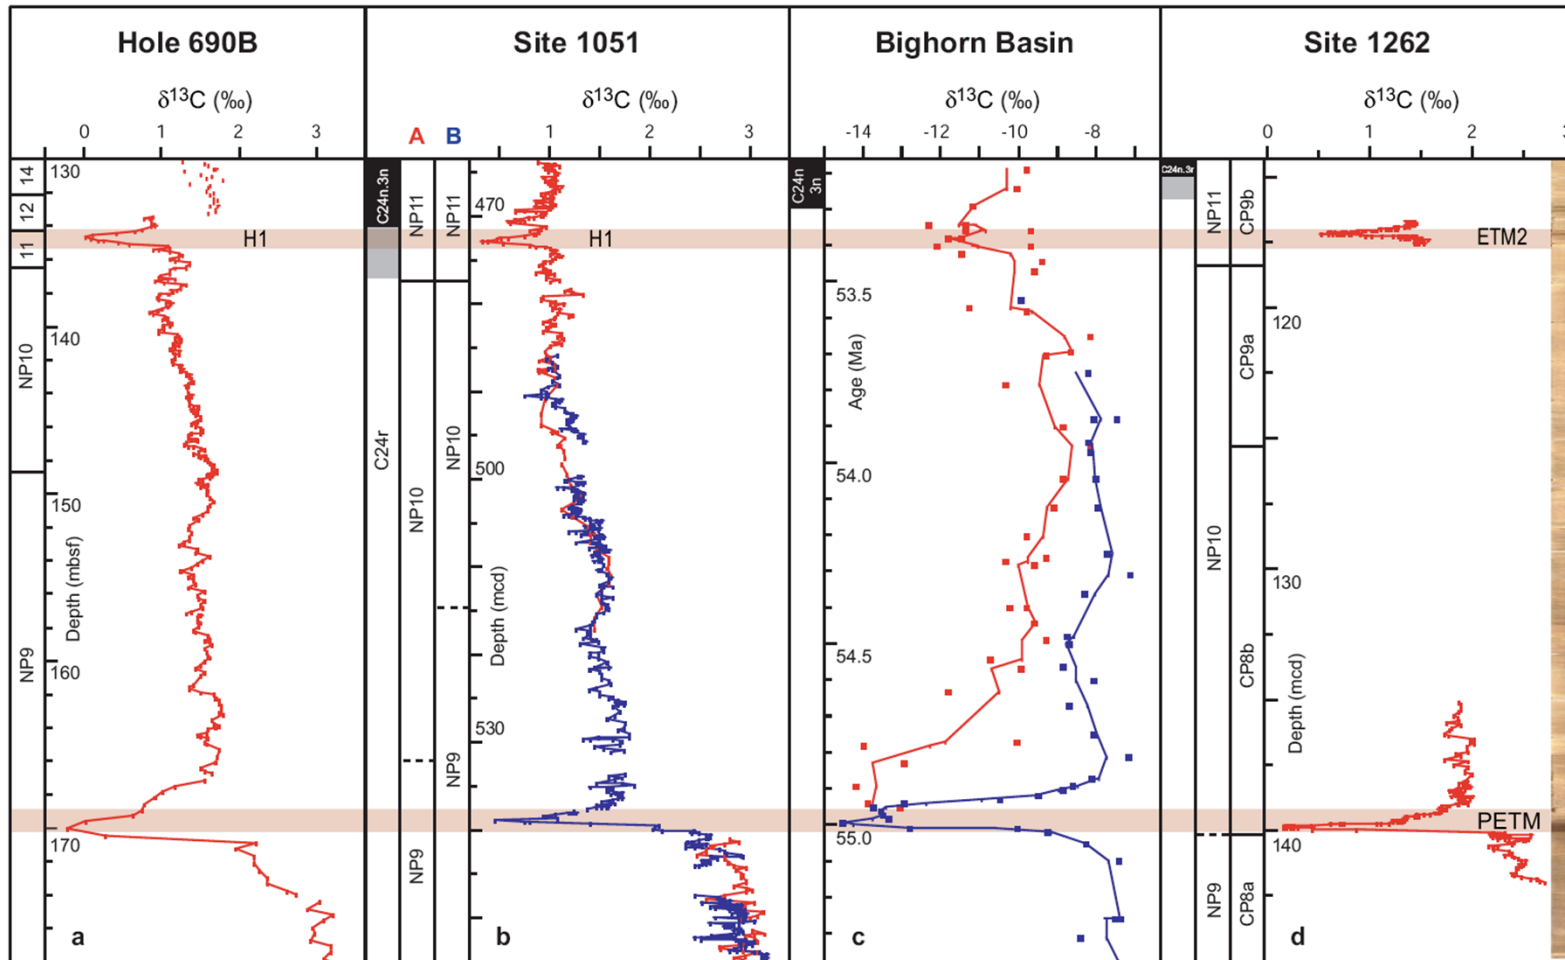 Hole 690B
δ13C (‰)
0 1 2 3
14
12
11
NP10
NP9
130
140
150
160
170
Depth (mbsf)
H1
a
Site 1051
δ13C (‰)
A B
1 2 3
C24n.3n
C24r
NP11
NP10
NP9
NP11
NP10
NP9
470
500
530
Depth (mcd)
H1
b
Bighorn Basin
δ13C (‰)
-14 -12 -10 -8
C24n
3n
53.5
54.0
54.5
55.0
Age (Ma)
c
Site 1262
δ13C (‰)
0 1 2 3
C24n.3r
NP11
NP10
NP9
CP9b
CP9a
CP8b
CP8a
120
130
140
Depth (mcd)
ETM2
PETM
d